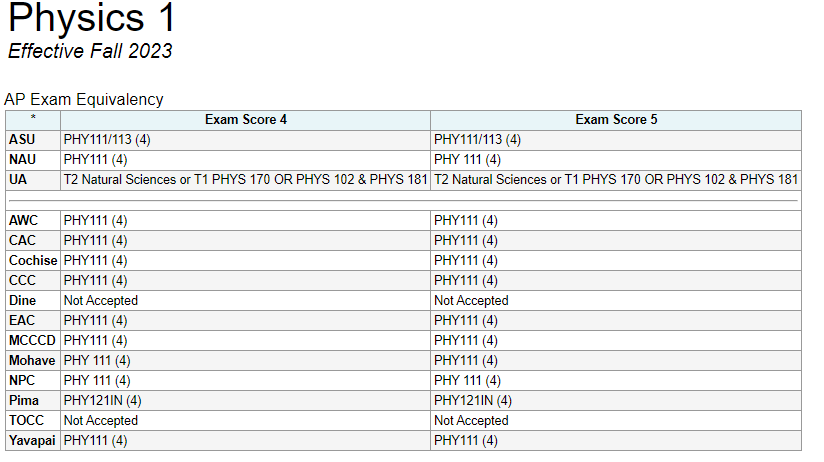 Physics 1
Effective Fall 2023
AP Exam Equivalency
* Exam Score 4 Exam Score 5
ASU PHY111/113 (4) PHY111/113 (4)
NAU PHY111 (4) PHY 111 (4)
UA T2 Natural Sciences or T1 PHYS 170 OR PHYS 102 & PHYS 181 T2 Natural Sciences or T1 PHYS 170 OR PHYS 102 & PHYS 181
AWC PHY111 (4) PHY111 (4)
CAC PHY111 (4) PHY111 (4)
Cochise PHY111 (4) PHY111 (4)
CCC PHY111 (4) PHY111 (4)
Dine Not Accepted Not Accepted
EAC PHY111 (4) PHY111 (4)
MCCCD PHY111 (4) PHY111 (4)
Mohave PHY 111 (4) PHY111 (4)
NPC PHY 111 (4) PHY 111 (4)
Pima PHY121IN (4) PHY121IN (4)
TOCC Not Accepted Not Accepted
Yavapai PHY111 (4) PHY111 (4)